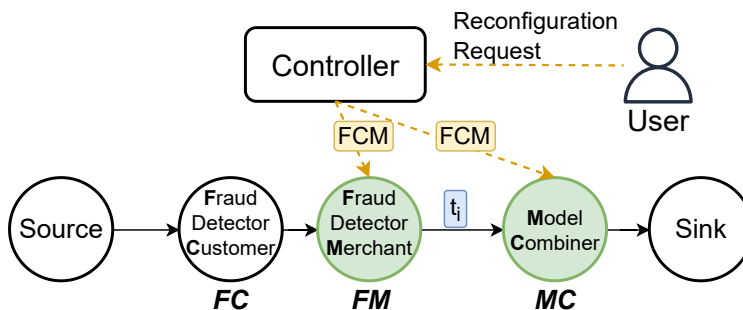 Reconfiguration
Request
Controller
User
FCM
FCM
Source
Fraud
Detector
Customer
Fraud
Detector
Merchant
t_i
Model
Combiner
Sink
FC
FM
MC